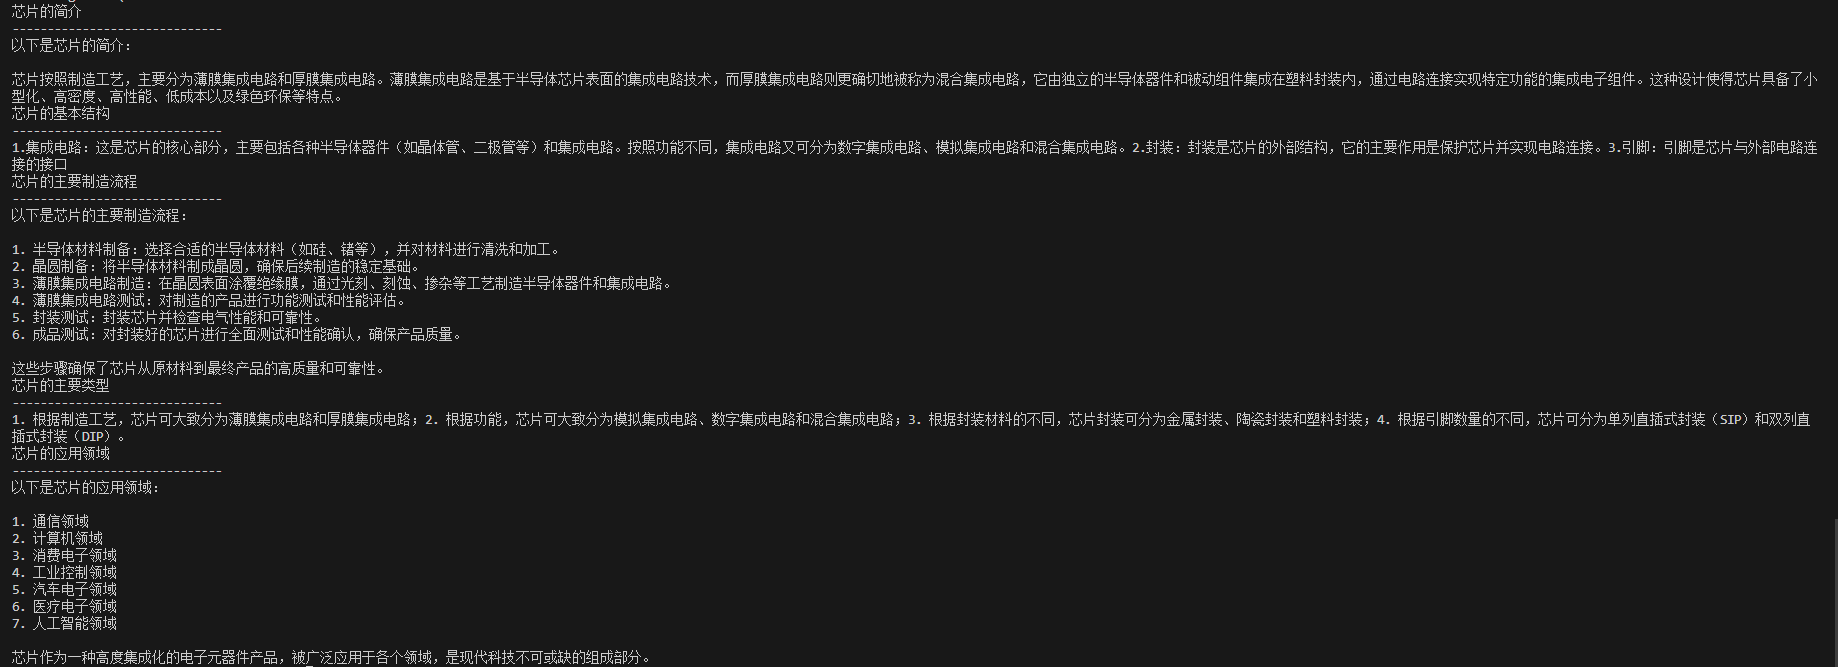 芯片的简介
------------------------------
以下是芯片的简介:

芯片按照制造工艺，主要分为薄膜集成电路和厚膜集成电路。薄膜集成电路是基于半导体芯片表面的集成电路技术，而厚膜集成电路则更确切地被称为混合集成电路，它由独立的半导体器件和被动组件集成在塑料封装内，通过电路连接实现特定功能的集成电子组件。这种设计使得芯片具备了小
型化、高密度、高性能、低成本以及绿色环保等特点。
芯片的基本结构
------------------------------
1.集成电路：这是芯片的核心部分，主要包括各种半导体器件（如晶体管、二极管等）和集成电路。按照功能不同，集成电路又可分为数字集成电路、模拟集成电路和混合集成电路。2.封装：封装是芯片的外部结构，它的主要作用是保护芯片并实现电路连接。3.引脚：引脚是芯片与外部电路连
接的接口
芯片的主要制造流程
------------------------------
以下是芯片的主要制造流程：

1. 半导体材料制备：选择合适的半导体材料（如硅、锗等），并对材料进行清洗和加工。
2. 晶圆制备：将半导体材料制成晶圆，确保后续制造的稳定基础。
3. 薄膜集成电路制造：在晶圆表面涂覆绝缘膜，通过光刻、刻蚀、掺杂等工艺制造半导体器件和集成电路。
4. 薄膜集成电路测试：对制造的产品进行功能测试和性能评估。
5. 封装测试：封装芯片并检查电气性能和可靠性。
6. 成品测试：对封装好的芯片进行全面测试和性能确认，确保产品质量。

这些步骤确保了芯片从原材料到最终产品的高质量和可靠性。
芯片的主要类型
------------------------------
1. 根据制造工艺，芯片可大致分为薄膜集成电路和厚膜集成电路；2. 根据功能，芯片可大致分为模拟集成电路、数字集成电路和混合集成电路；3. 根据封装材料的不同，芯片封装可分为金属封装、陶瓷封装和塑料封装；4. 根据引脚数量的不同，芯片可分为单列直插式封装（SIP）和双列直
插式封装（DIP）。
芯片的应用领域
------------------------------
以下是芯片的应用领域：

1. 通信领域
2. 计算机领域
3. 消费电子领域
4. 工业控制领域
5. 汽车电子领域
6. 医疗电子领域
7. 人工智能领域

芯片作为一种高度集成化的电子元器件产品，被广泛应用于各个领域，是现代科技不可或缺的组成部分。